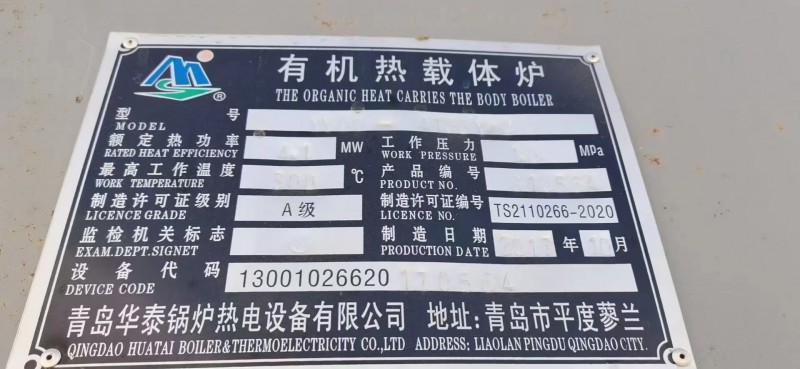 有机热载体炉
THE ORGANIC HEAT CARRIES THE BODY BOILER
型 号
MODEL
额定热功率 MW 工作压力 MPa
RATED HEAT EFFICIENCY WORK PRESSURE
最高工作温度 300 ℃ 产品编号
WORK TEMPERATURE PRODUCT NO.
制造许可证级别 A级 制造许可证编号 TS2110266-2020
LICENCE GRADE LICENCE NO.
监检机关标志 制造日期 2017 年 10 月
EXAM.DEPT.SIGNET PRODUCTION DATE
设备代码 13001026620 170564
DEVICE CODE
青岛华泰锅炉热电设备有限公司 地址:青岛市平度蓼兰
QINGDAO HUATAI BOILER&THERMOELECTRICITY CO.,LTD ADDRESS: LIAOLAN PINGDU QINGDAO CITY.